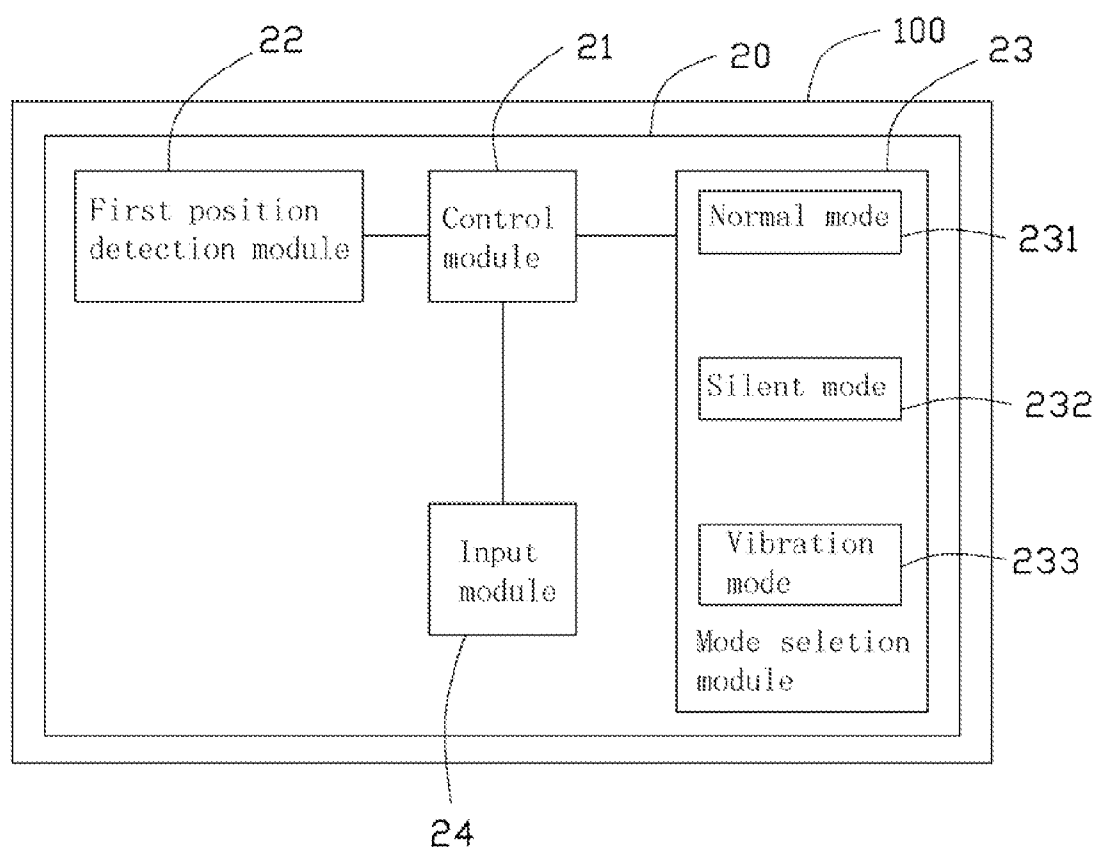 100
22
21
20
23
First position
detection module
Control
module
Normal mode
231
Silent mode
232
Vibration
mode
233
Input
module
Mode seletion
module
24